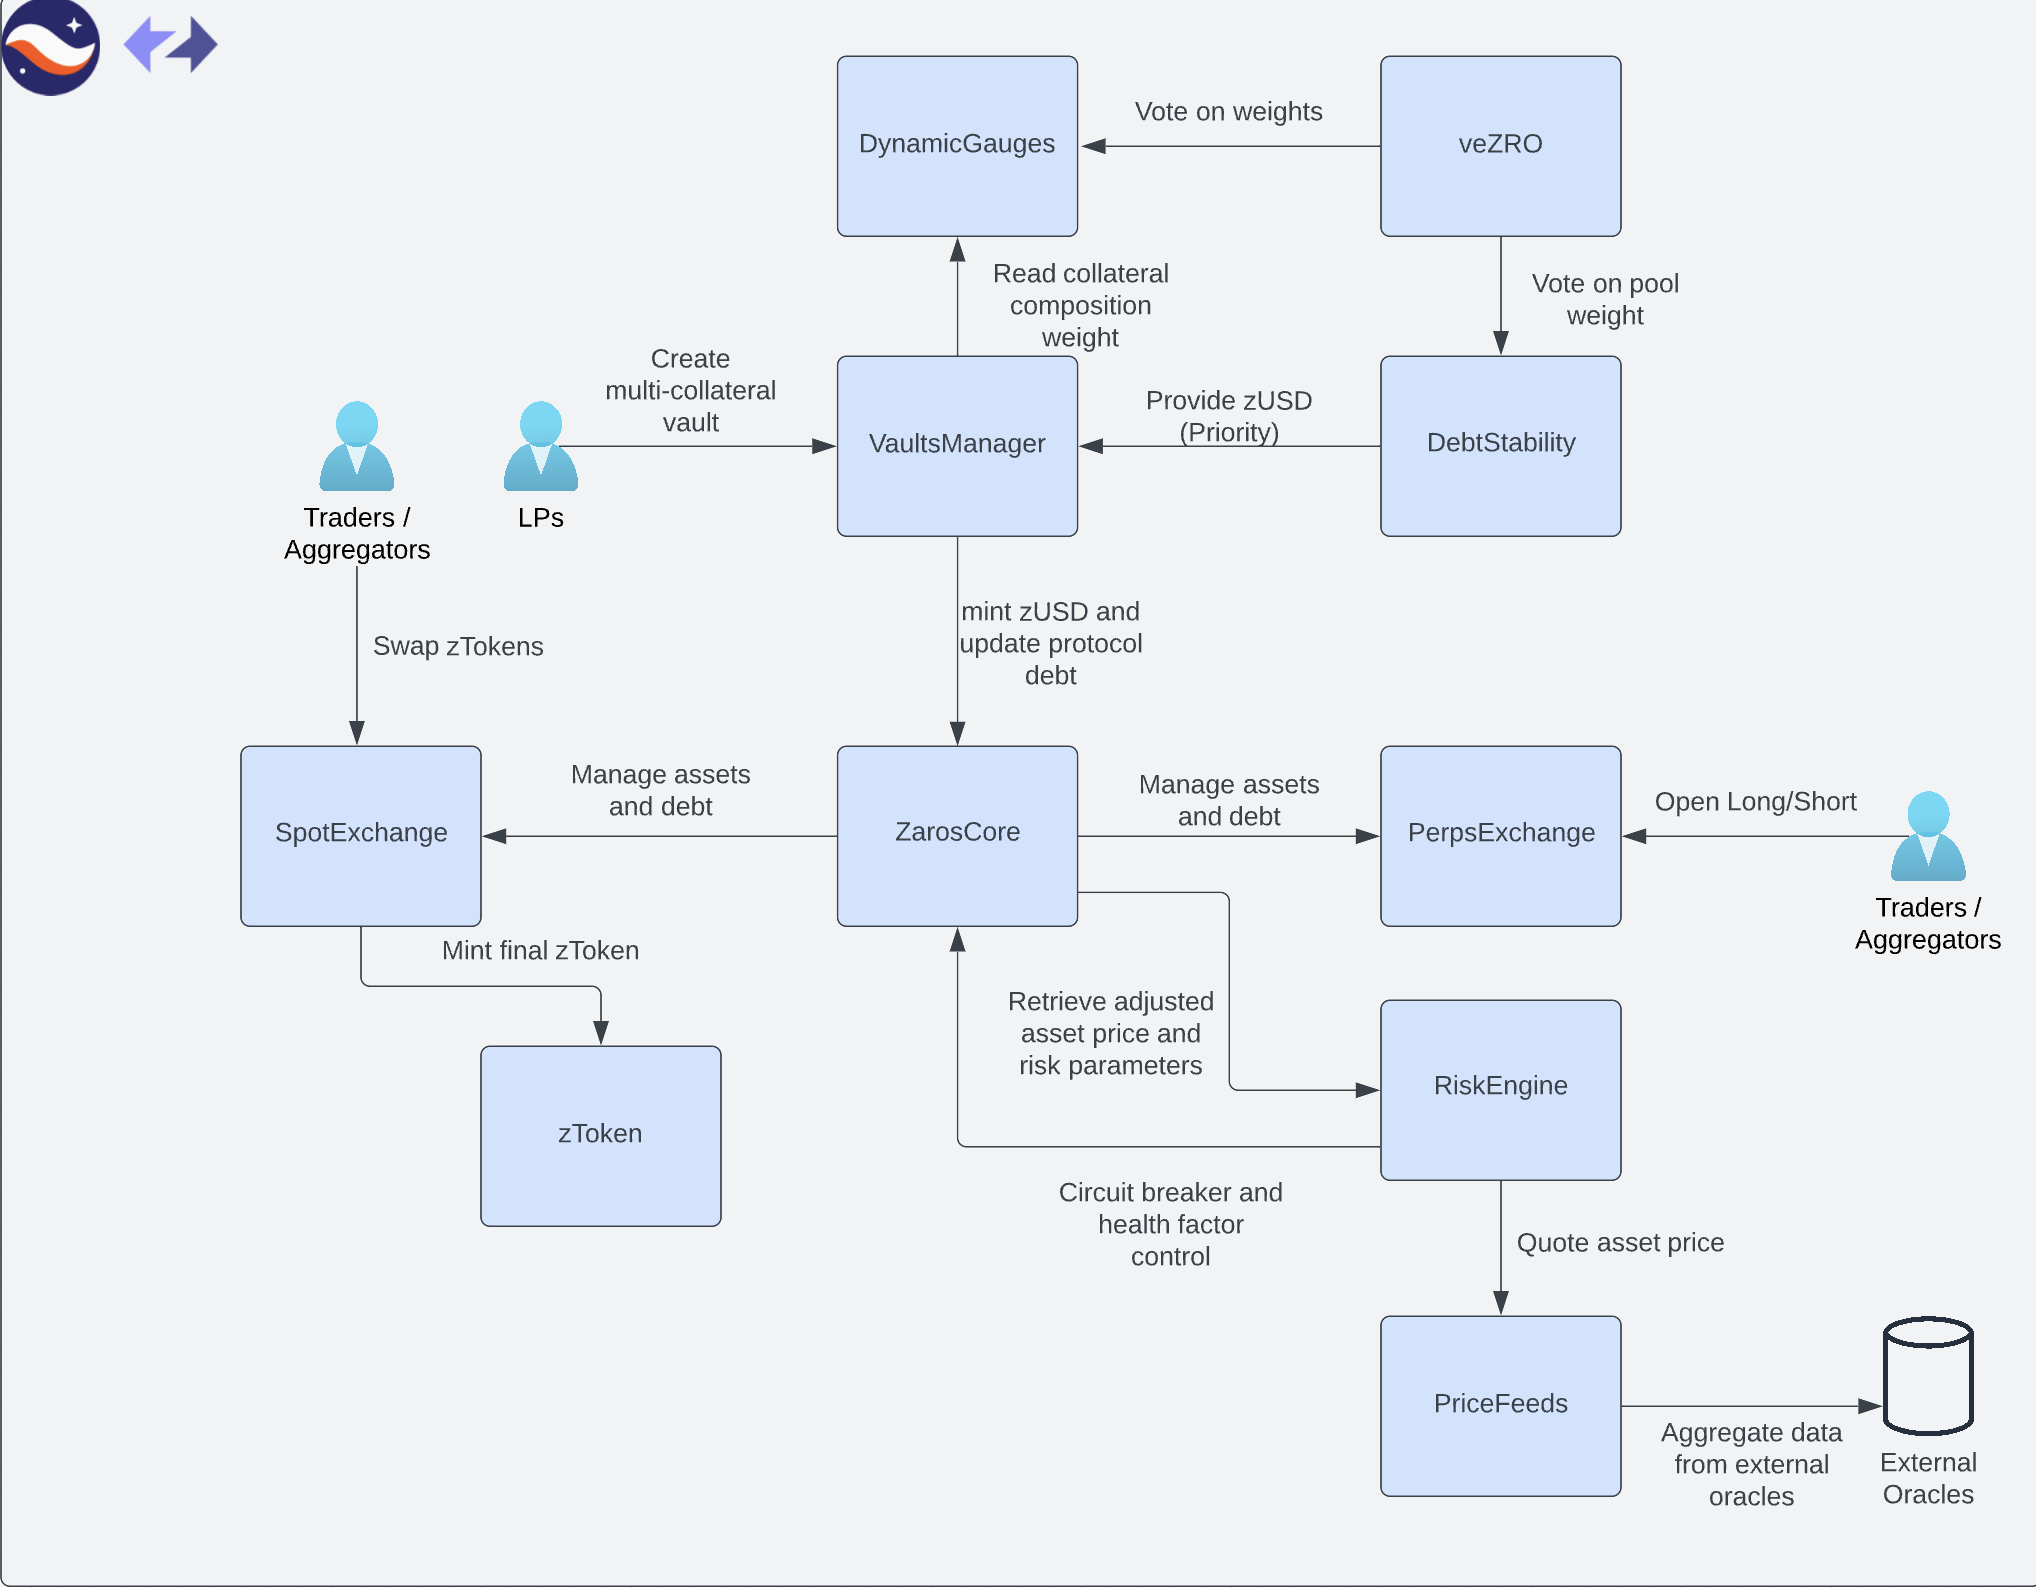 DynamicGauges
Vote on weights
veZRO
Read collateral
composition
weight
Vote on pool
weight
Create
multi-collateral
vault
VaultsManager
Provide zUSD
(Priority)
DebtStability
Traders /
Aggregators
LPs
Swap zTokens
mint zUSD and
update protocol
debt
SpotExchange
Manage assets
and debt
ZarosCore
Manage assets
and debt
PerpsExchange
Open Long/Short
Traders /
Aggregators
Mint final zToken
zToken
Retrieve adjusted
asset price and
risk parameters
RiskEngine
Circuit breaker and
health factor
control
Quote asset price
PriceFeeds
Aggregate data
from external
oracles
External
Oracles